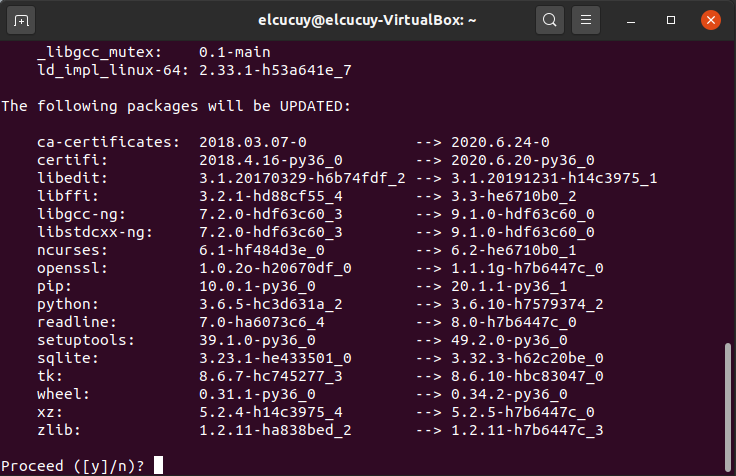 elcucuy@elcucuy-VirtualBox: ~
_libgcc_mutex: 0.1-main
ld_impl_linux-64: 2.33.1-h53a641e_7
The following packages will be UPDATED:
ca-certificates: 2018.03.07-0 --> 2020.6.24-0
certifi: 2018.4.16-py36_0 --> 2020.6.20-py36_0
libedit: 3.1.20170329-h6b74fdf_2 --> 3.1.20191231-h14c3975_1
libffi: 3.2.1-hd88cf55_4 --> 3.3-he6710b0_2
libgcc-ng: 7.2.0-hdf63c60_3 --> 9.1.0-hdf63c60_0
libstdcxx-ng: 7.2.0-hdf63c60_3 --> 9.1.0-hdf63c60_0
ncurses: 6.1-hf484d3e_0 --> 6.2-he6710b0_1
openssl: 1.0.2o-h20670df_0 --> 1.1.1g-h7b6447c_0
pip: 10.0.1-py36_0 --> 20.1.1-py36_1
python: 3.6.5-hc3d631a_2 --> 3.6.10-h7579374_2
readline: 7.0-ha6073c6_4 --> 8.0-h7b6447c_0
setuptools: 39.1.0-py36_0 --> 49.2.0-py36_0
sqlite: 3.23.1-he433501_0 --> 3.32.3-h62c20be_0
tk: 8.6.7-hc745277_3 --> 8.6.10-hbc83047_0
wheel: 0.31.1-py36_0 --> 0.34.2-py36_0
xz: 5.2.4-h14c3975_4 --> 5.2.5-h7b6447c_0
zlib: 1.2.11-ha838bed_2 --> 1.2.11-h7b6447c_3
Proceed ([y]/n)?